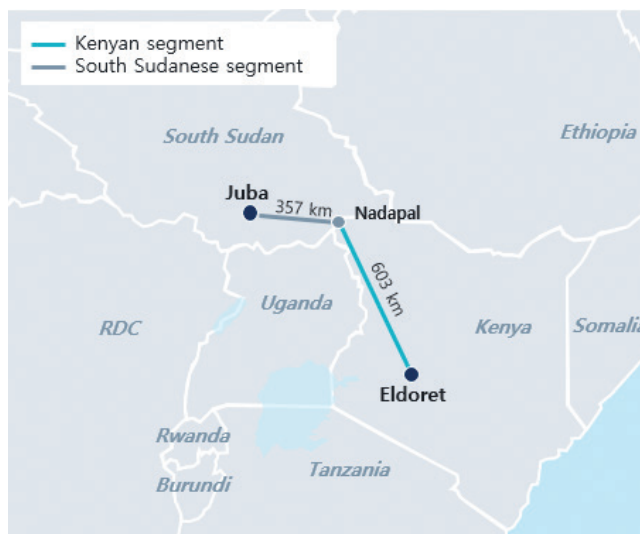 Kenyan segment
South Sudanese segment
South Sudan
Ethiopia
Juba
357 km
Nadapal
603 km
Uganda
RDC
Kenya
Somalia
Eldoret
Rwanda
Burundi
Tanzania